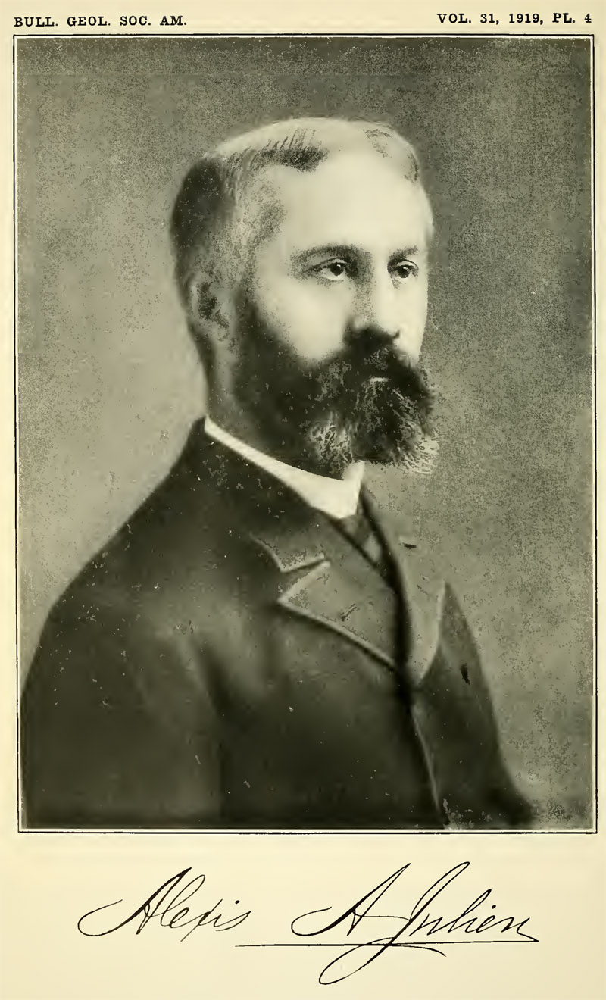 BULL. GEOL. SOC. AM. VOL. 31, 1919, PL. 4
Alexis A Julien